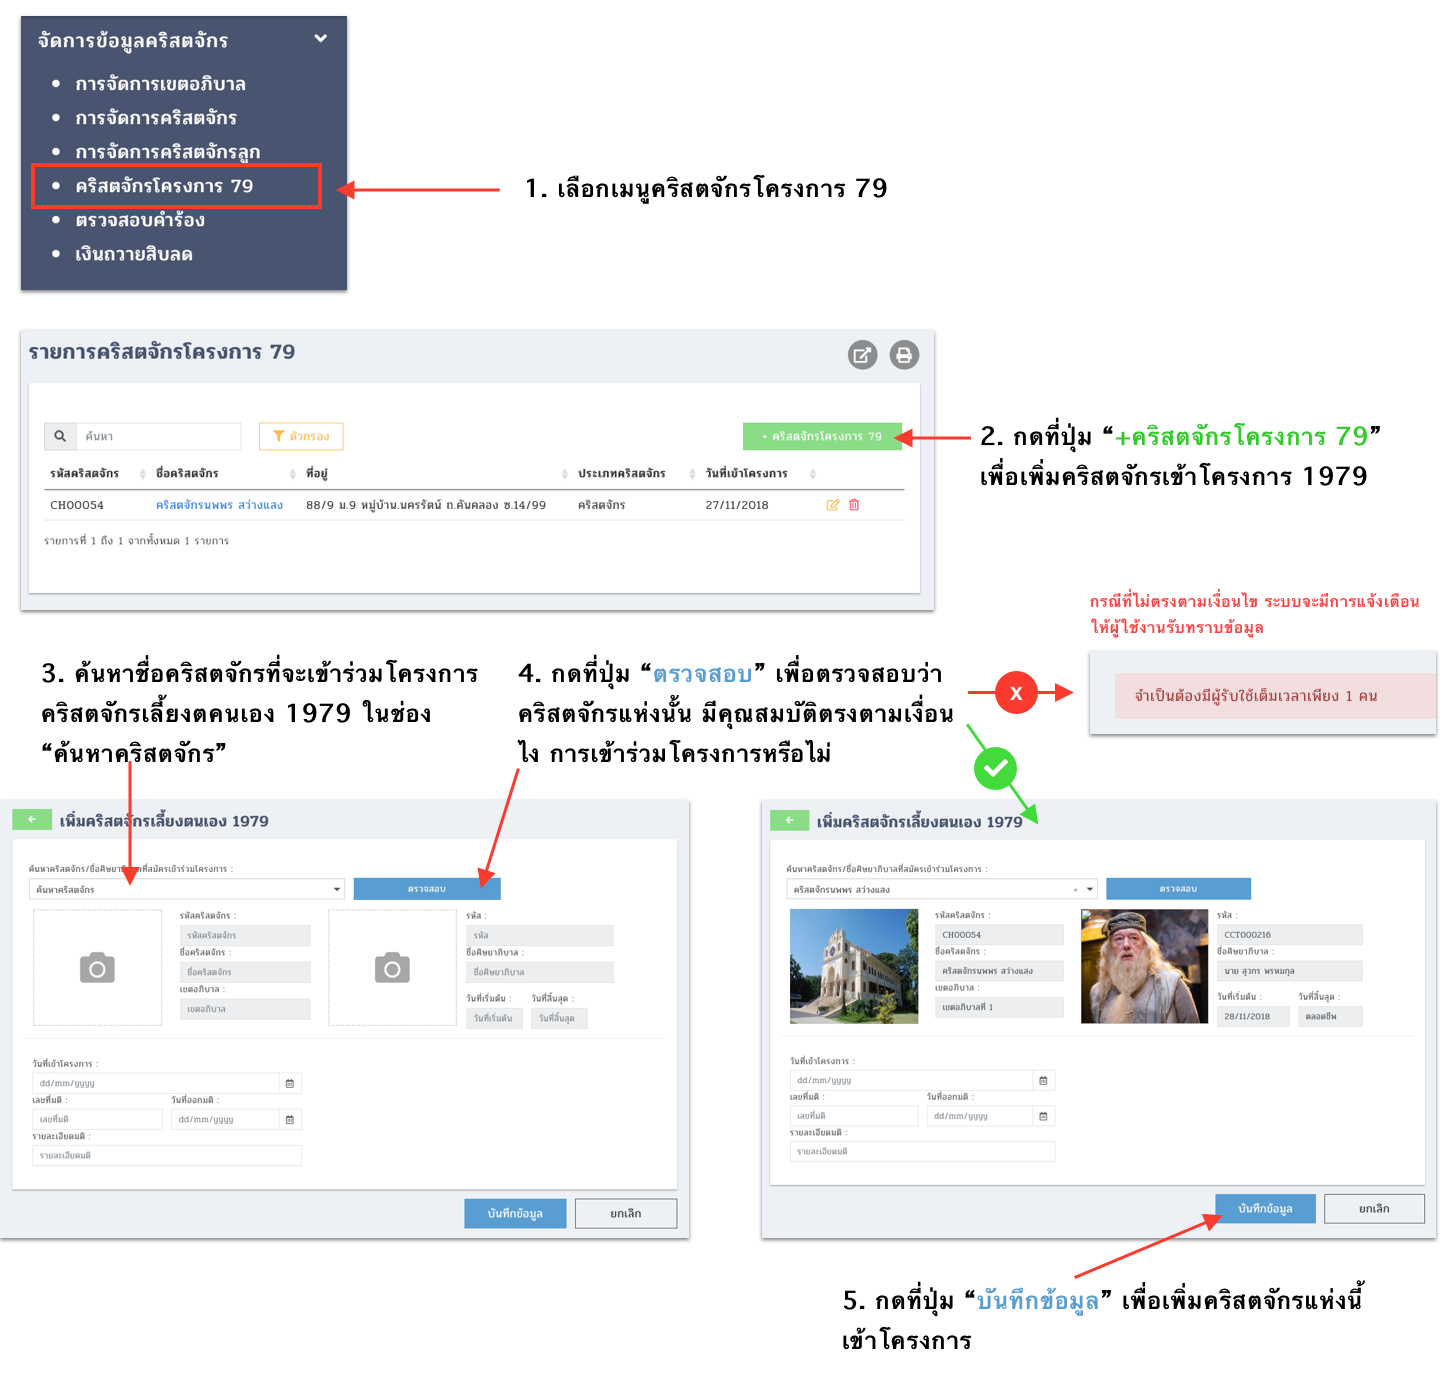 จัดการข้อมูลคริสตจักร
การจัดการเขตอภิบาล
การจัดการคริสตจักร
การจัดการคริสตจักรลูก
คริสตจักรโครงการ 79
ตรวจสอบคำร้อง
เงินถวายสิบลด
1. เลือกเมนูคริสตจักรโครงการ 79
รายการคริสตจักรโครงการ 79
ค้นหา
ตัวกรอง
+ คริสตจักรโครงการ 79
รหัสคริสตจักร ชื่อคริสตจักร ที่อยู่ ประเภทคริสตจักร วันที่เข้าโครงการ
CH00054 คริสตจักรนพพร สว่างแสง 88/9 ม.9 หมู่บ้าน.นครรัตน์ ถ.คันคลอง ซ.14/99 คริสตจักร 27/11/2018
รายการที่ 1 ถึง 1 จากทั้งหมด 1 รายการ
2. กดที่ปุ่ม “+คริสตจักรโครงการ 79”
เพื่อเพิ่มคริสตจักรเข้าโครงการ 1979
กรณีที่ไม่ตรงตามเงื่อนไข ระบบจะมีการแจ้งเตือน
ให้ผู้ใช้งานรับทราบข้อมูล
จำเป็นต้องมีผู้รับใช้เต็มเวลาเพียง 1 คน
3. ค้นหาชื่อคริสตจักรที่จะเข้าร่วมโครงการ
คริสตจักรเลี้ยงตคนเอง 1979 ในช่อง
“ค้นหาคริสตจักร”
4. กดที่ปุ่ม “ตรวจสอบ” เพื่อตรวจสอบว่า
คริสตจักรแห่งนั้น มีคุณสมบัติตรงตามเงื่อน
ไง การเข้าร่วมโครงการหรือไม่
x
เพิ่มคริสตจักรเลี้ยงตนเอง 1979
ค้นหาคริสตจักร/ชื่อศิษยาภิบาลที่สมัครเข้าร่วมโครงการ :
ค้นหาคริสตจักร
ตรวจสอบ
รหัสคริสตจักร :
รหัสคริสตจักร
ชื่อคริสตจักร :
ชื่อคริสตจักร
เขตอภิบาล :
เขตอภิบาล
รหัส :
รหัส
ชื่อศิษยาภิบาล :
ชื่อศิษยาภิบาล
วันที่เริ่มต้น : วันที่สิ้นสุด :
วันที่เริ่มต้น วันที่สิ้นสุด
วันที่เข้าโครงการ :
dd/mm/yyyy
เลขที่มติ : วันที่ออกมติ :
เลขที่มติ dd/mm/yyyy
รายละเอียดมติ :
รายละเอียดมติ
บันทึกข้อมูล
ยกเลิก
เพิ่มคริสตจักรเลี้ยงตนเอง 1979
ค้นหาคริสตจักร/ชื่อศิษยาภิบาลที่สมัครเข้าร่วมโครงการ :
คริสตจักรนพพร สว่างแสง
ตรวจสอบ
รหัสคริสตจักร :
CH00054
ชื่อคริสตจักร :
คริสตจักรนพพร สว่างแสง
เขตอภิบาล :
เขตอภิบาลที่ 1
รหัส :
CCT000216
ชื่อศิษยาภิบาล :
นาย สุวกร พรหมกุล
วันที่เริ่มต้น : วันที่สิ้นสุด :
28/11/2018 ตลอดชีพ
วันที่เข้าโครงการ :
dd/mm/yyyy
เลขที่มติ : วันที่ออกมติ :
เลขที่มติ dd/mm/yyyy
รายละเอียดมติ :
รายละเอียดมติ
บันทึกข้อมูล
ยกเลิก
5. กดที่ปุ่ม “บันทึกข้อมูล” เพื่อเพิ่มคริสตจักรแห่งนี้
เข้าโครงการ